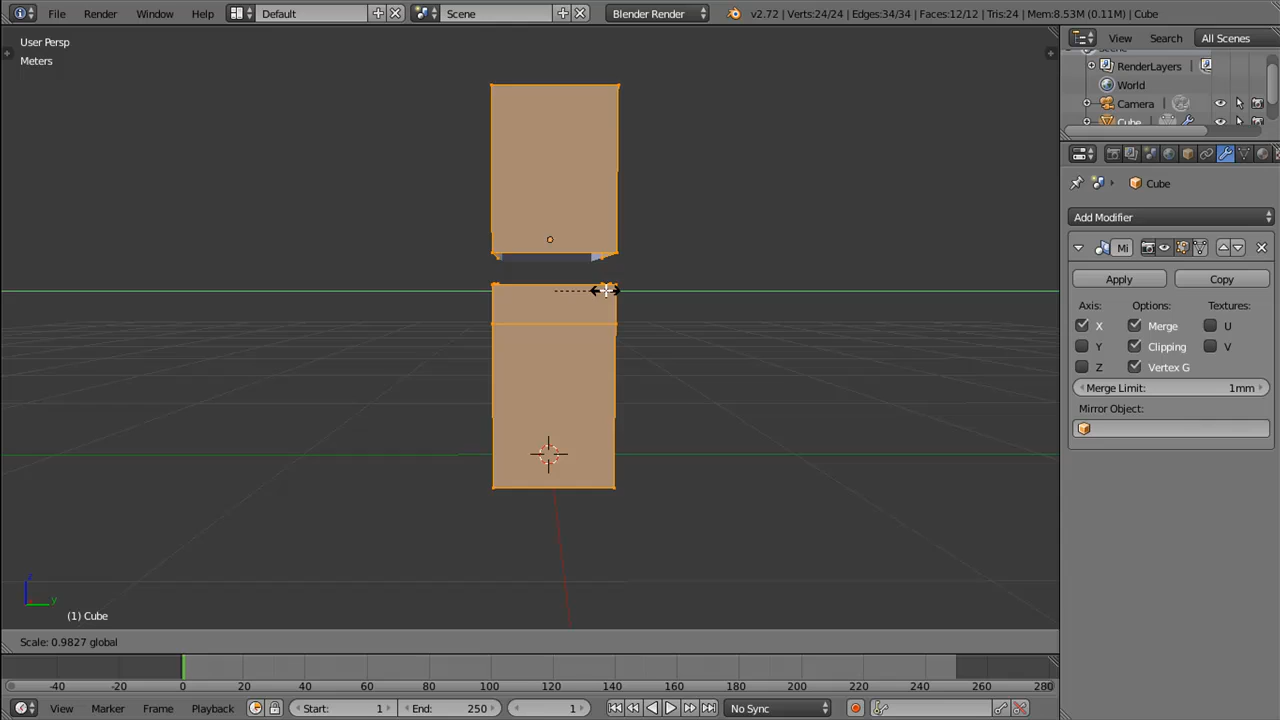 File Render Window Help Default Scene Blender Render v2.72 | Verts:24/24 | Edges:34/34 | Faces:12/12 | Tris:24 | Mem:8.53M (0.11M) | Cube
User Persp
Meters
View Search All Scenes
RenderLayers
World
Camera
Cube
Cube
Add Modifier
Mi
Apply Copy
Axis: Options: Textures:
X Merge U
Y Clipping V
Z Vertex G
Merge Limit: 1mm
Mirror Object:
z
y
(1) Cube
Scale: 0.9827 global
-40 -20 0 20 40 60 80 100 120 140 160 180 200 220 240 260 280
View Marker Frame Playback Start: 1 End: 250 1 No Sync